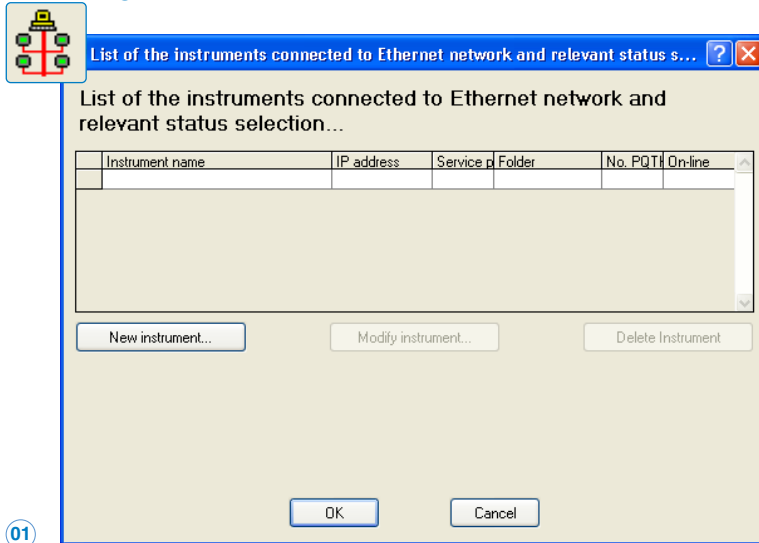 List of the instruments connected to Ethernet network and relevant status s...
List of the instruments connected to Ethernet network and
relevant status selection...
Instrument name IP address Service p Folder No. PQTH On-line
New instrument... Modify instrument... Delete Instrument
OK Cancel
01